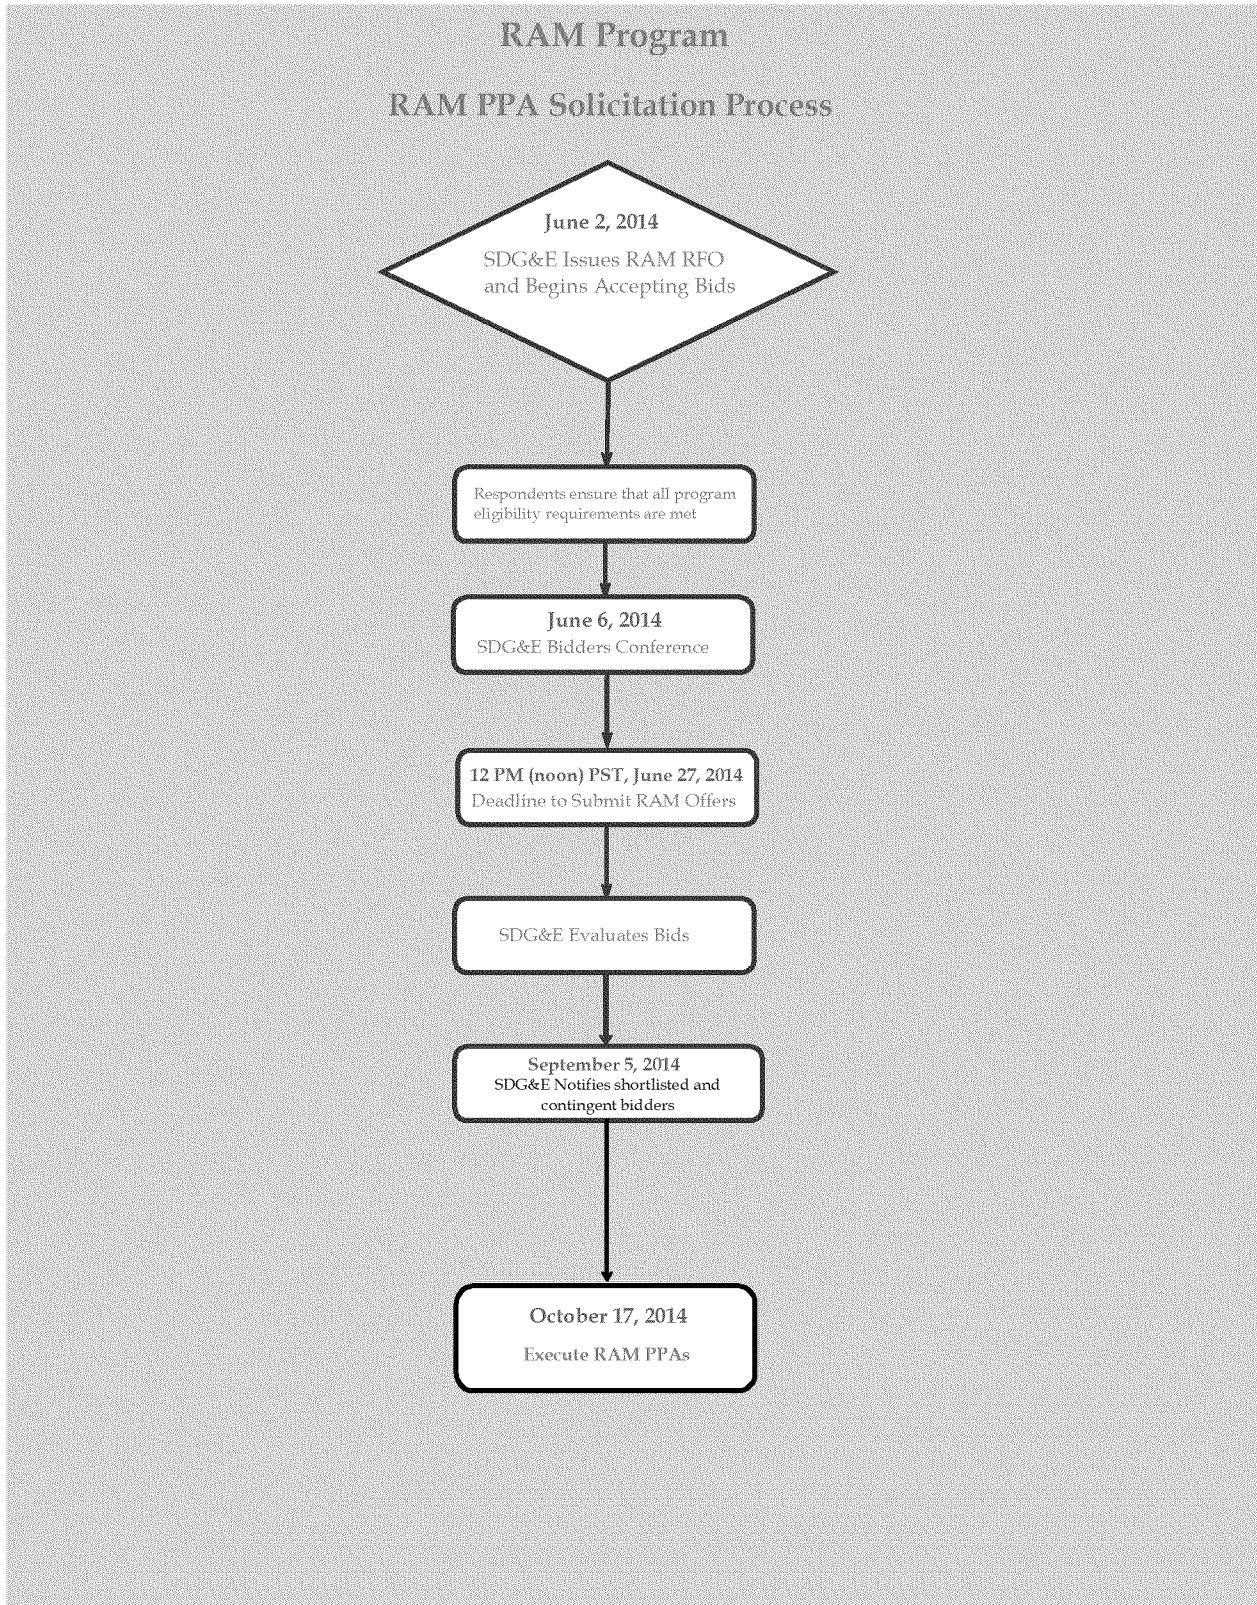 RAM Program
RAM PPA Solicitation Process
June 2, 2014
SDG&E Issues RAM RFO
and Begins Accepting Bids
Respondents ensure that all program
eligibility requirements are met
June 6, 2014
SDG&E Bidders Conference
12 PM (noon) PST, June 27, 2014
Deadline to Submit RAM Offers
SDG&E Evaluates Bids
September 5, 2014
SDG&E Notifies shortlisted and
contingent bidders
October 17, 2014
Execute RAM PPAs